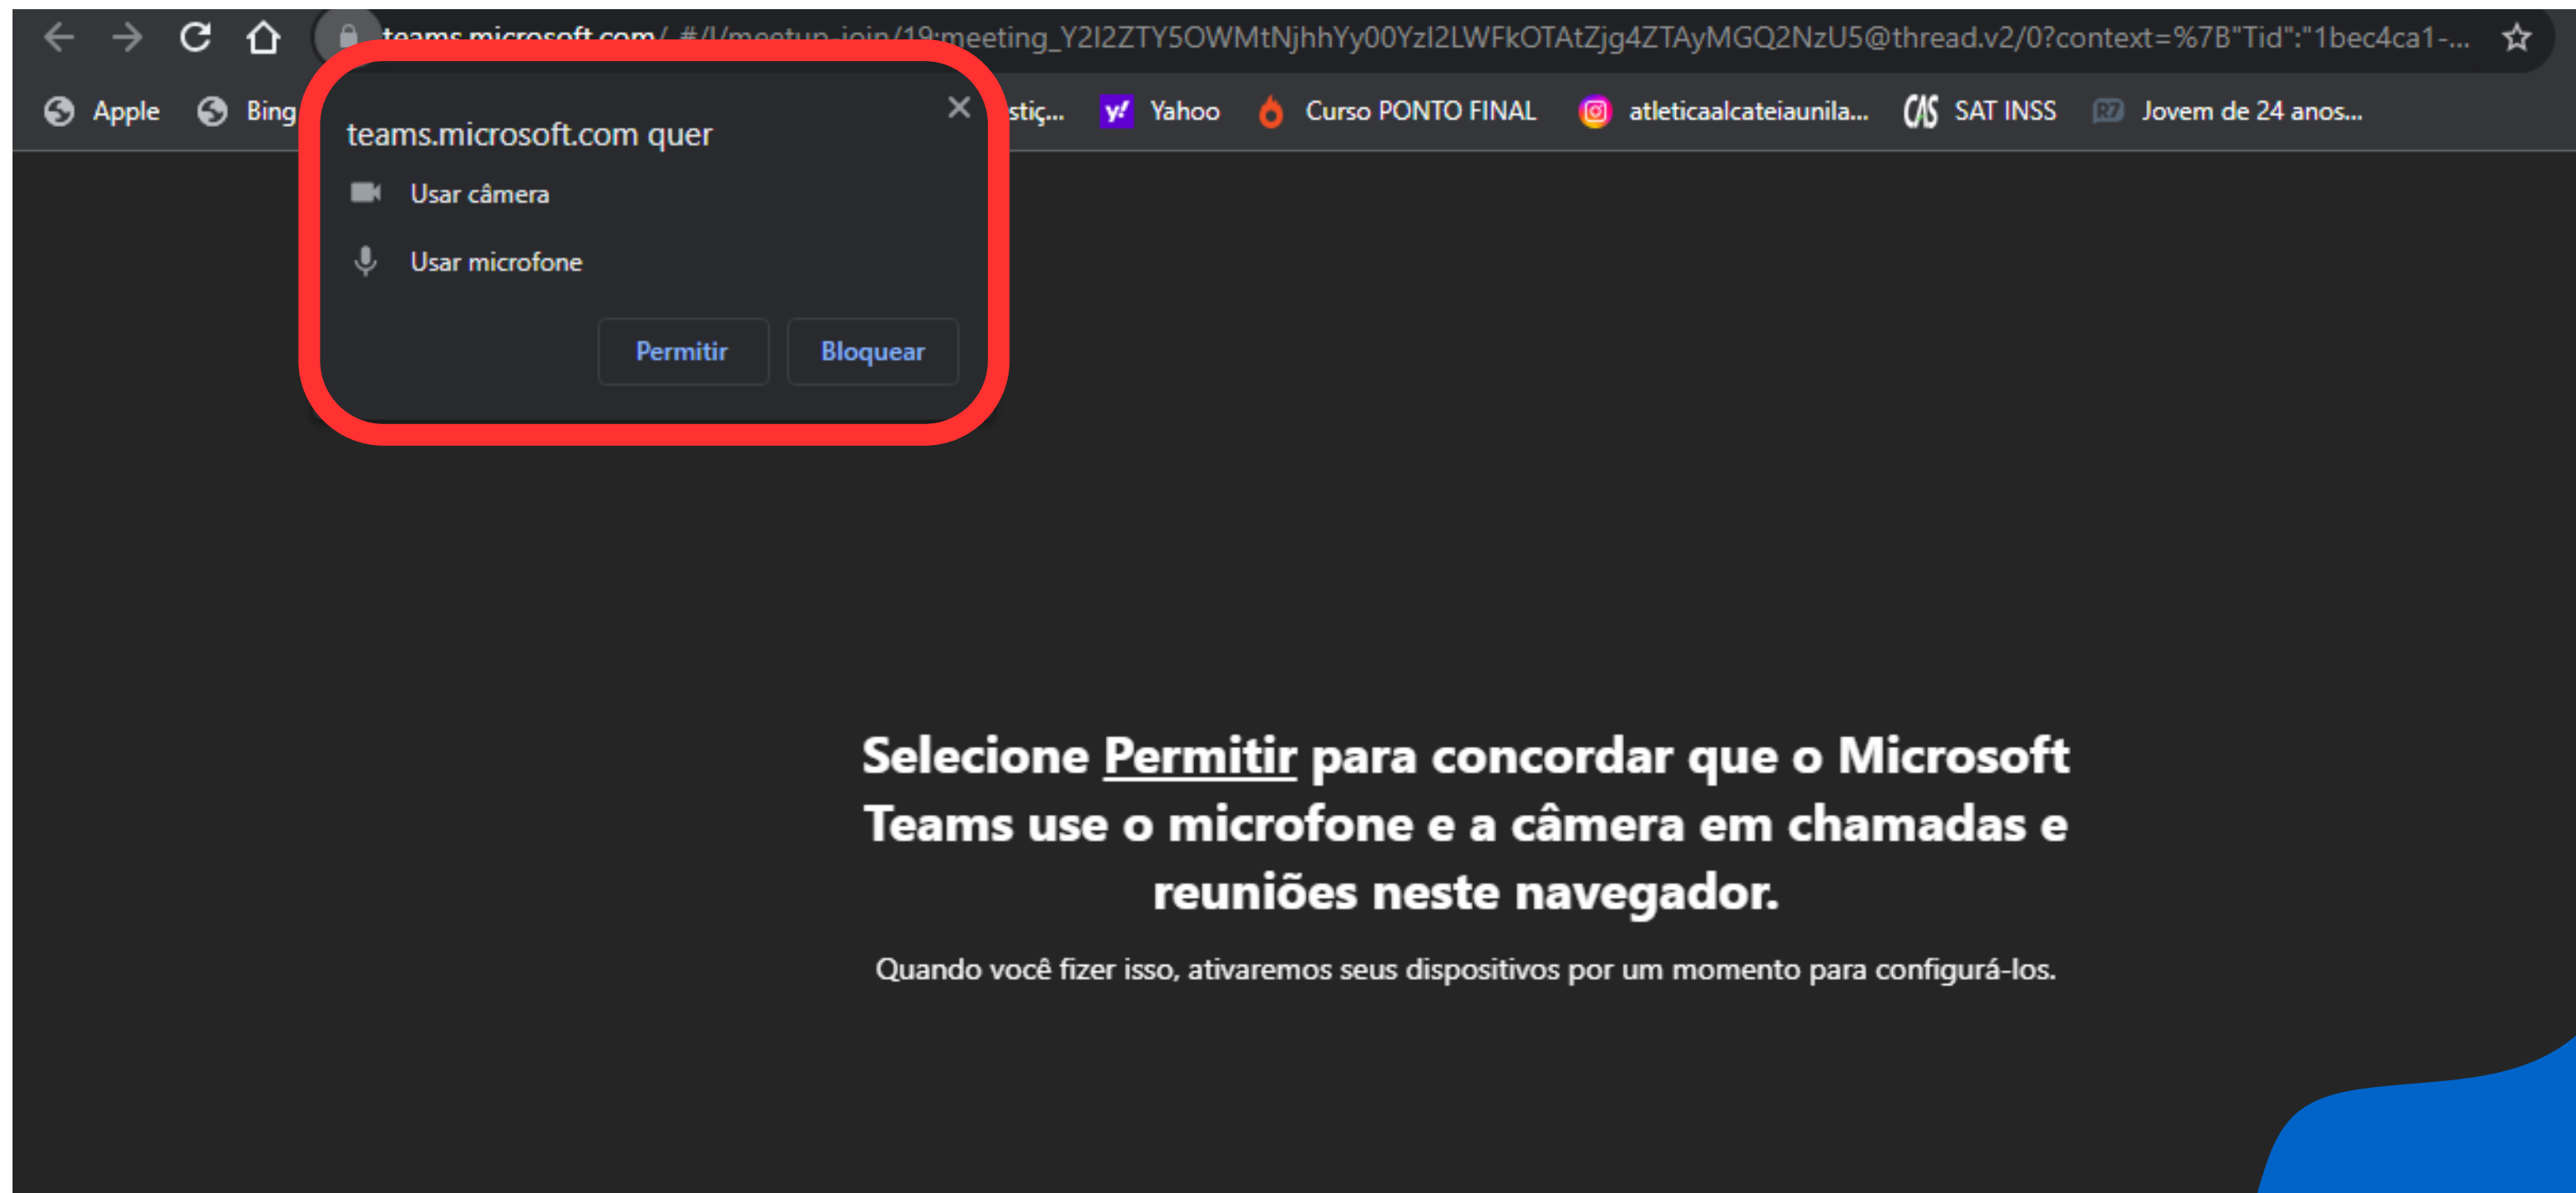 teams.microsoft.com/_#/l/meetup-join/19:meeting_Y2I2ZTY5OWMtNjhhYy00YzI2LWFkOTAtZjg4ZTAyMGQ2NzU5@thread.v2/0?context=%7B"Tid":"1bec4ca1-...
Apple Bing stiç... y! Yahoo Curso PONTO FINAL atleticaalcateiaunila... SAT INSS R7 Jovem de 24 anos...
teams.microsoft.com quer
Usar câmera
Usar microfone
Permitir Bloquear
Selecione Permitir para concordar que o Microsoft
Teams use o microfone e a câmera em chamadas e
reuniões neste navegador.
Quando você fizer isso, ativaremos seus dispositivos por um momento para configurá-los.